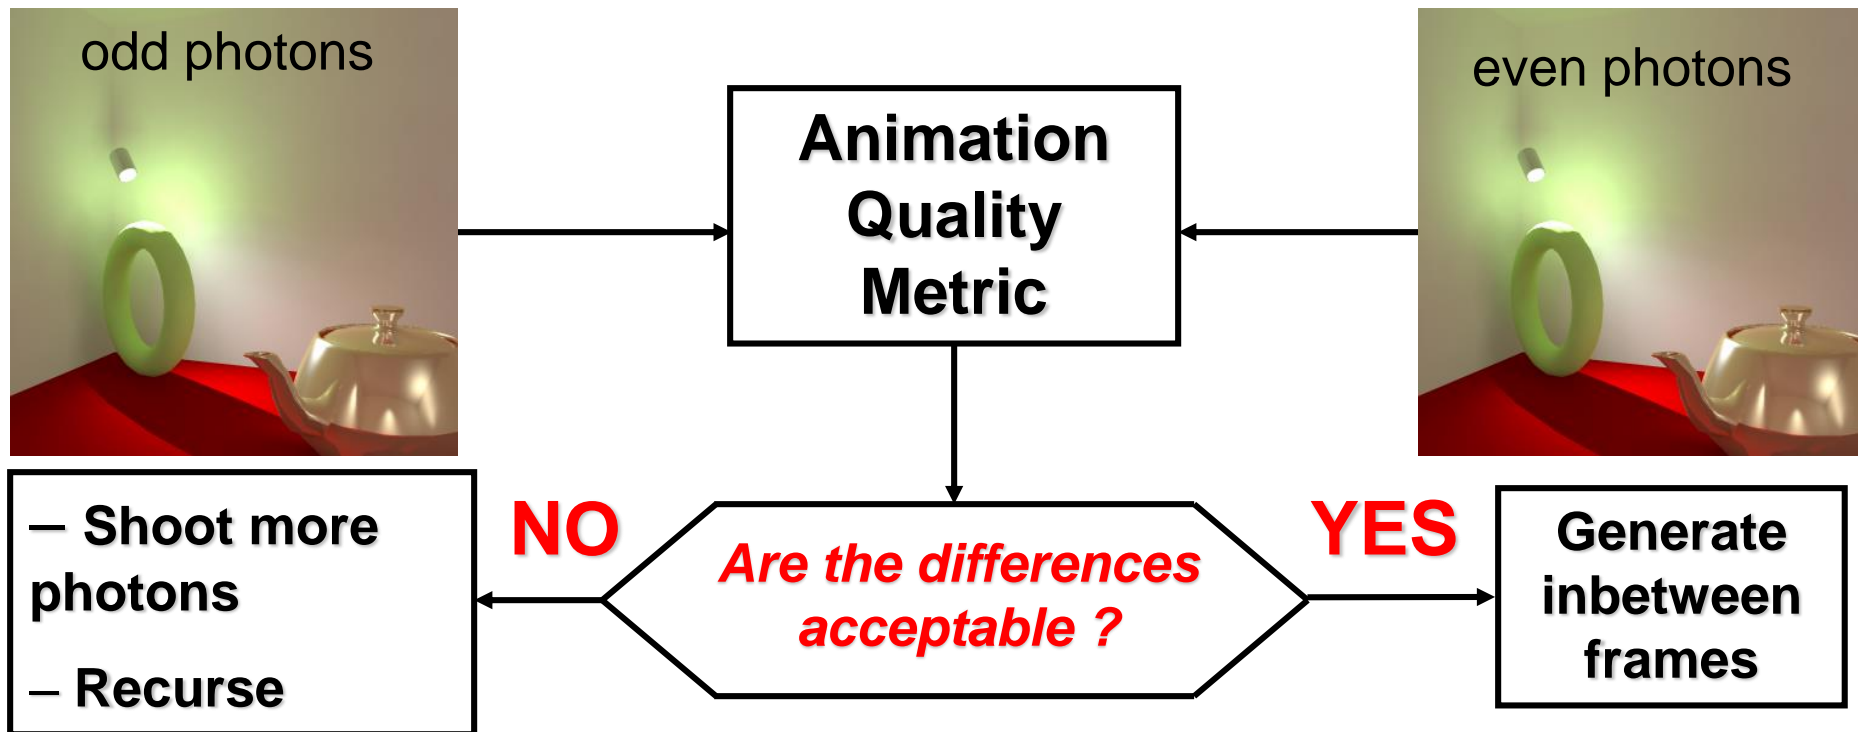 odd photons
even photons
Animation
Quality
Metric
– Shoot more
photons
– Recurse
NO
Are the differences
acceptable ?
YES
Generate
inbetween
frames